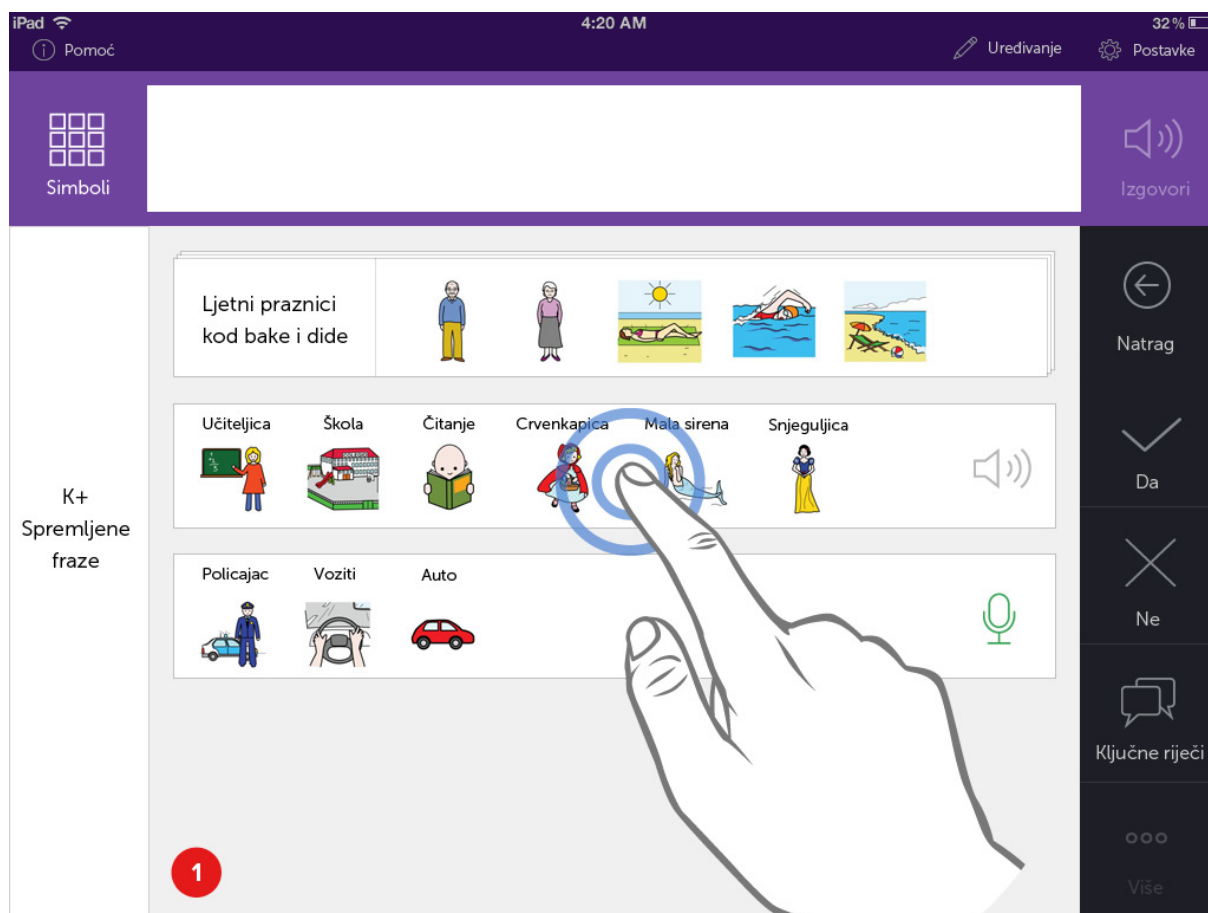 iPad 4:20 AM 32%
Pomoć Uređivanje Postavke
Simboli
Izgovori
Ljetni praznici
kod bake i dide
Natrag
Učiteljica Škola Čitanje Crvenkapica Mala sirena Snjeguljica
Da
K+
Spremljene
fraze
Policajac Voziti Auto
Ne
Ključne riječi
1
Više